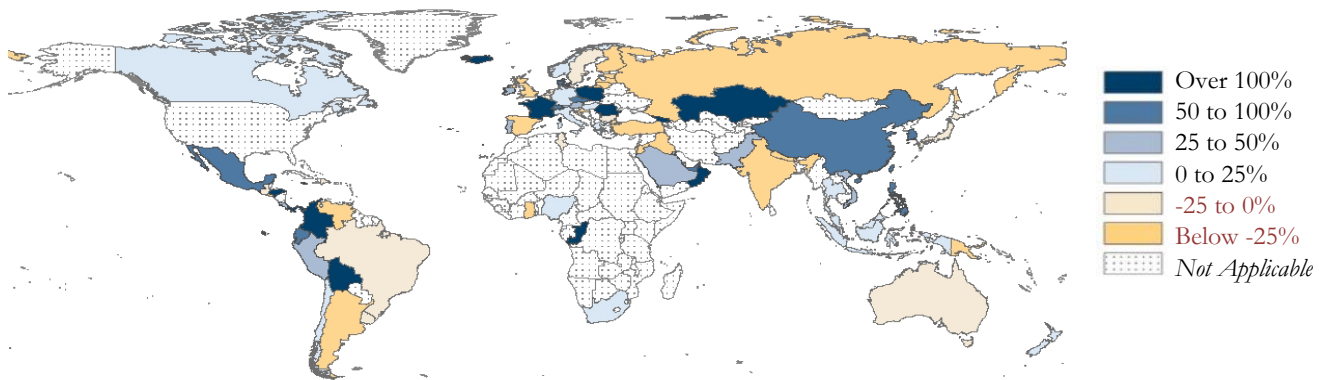 Over 100%
50 to 100%
25 to 50%
0 to 25%
-25 to 0%
Below -25%
Not Applicable